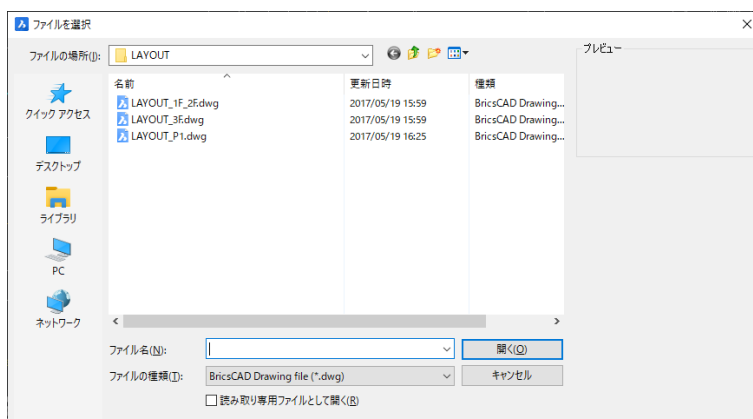 ファイルを選択
ファイルの場所(I): LAYOUT
プレビュー
名前 更新日時 種類
LAYOUT_1F_2F.dwg 2017/05/19 15:59 BricsCAD Drawing...
LAYOUT_3F.dwg 2017/05/19 15:59 BricsCAD Drawing...
LAYOUT_P1.dwg 2017/05/19 16:25 BricsCAD Drawing...
クイック アクセス
デスクトップ
ライブラリ
PC
ネットワーク
ファイル名(N): 開く(O)
ファイルの種類(T): BricsCAD Drawing file (*.dwg) キャンセル
読み取り専用ファイルとして開く(R)